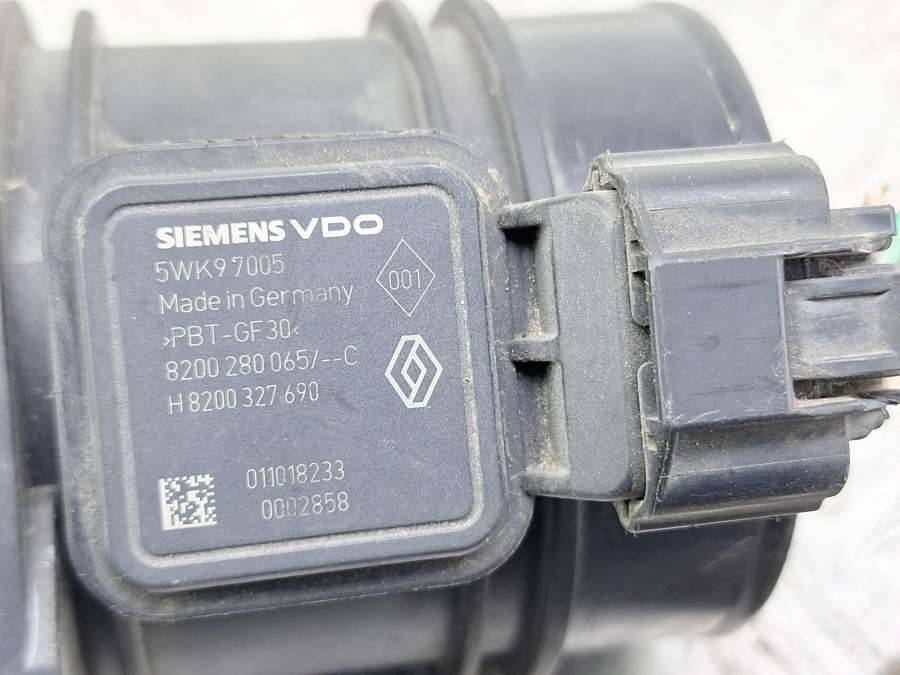 SIEMENS VDO
5WK9 7005
001
Made in Germany
>PBT-GF30<
8200 280 065/--C
H 8200 327 690
011018233
0002858